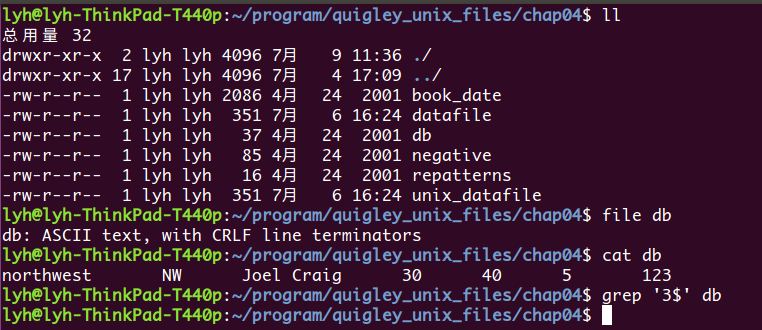 lyh@lyh-ThinkPad-T440p:~/program/quigley_unix_files/chap04$ ll
总用量 32
drwxr-xr-x  2 lyh lyh 4096 7月   9 11:36 ./
drwxr-xr-x 17 lyh lyh 4096 7月   4 17:09 ../
-rw-r--r--  1 lyh lyh 2086 4月  24  2001 book_date
-rw-r--r--  1 lyh lyh  351 7月   6 16:24 datafile
-rw-r--r--  1 lyh lyh   37 4月  24  2001 db
-rw-r--r--  1 lyh lyh   85 4月  24  2001 negative
-rw-r--r--  1 lyh lyh   16 4月  24  2001 repatterns
-rw-r--r--  1 lyh lyh  351 7月   6 16:24 unix_datafile
lyh@lyh-ThinkPad-T440p:~/program/quigley_unix_files/chap04$ file db
db: ASCII text, with CRLF line terminators
lyh@lyh-ThinkPad-T440p:~/program/quigley_unix_files/chap04$ cat db
northwest       NW      Joel Craig      30      40      5       123
lyh@lyh-ThinkPad-T440p:~/program/quigley_unix_files/chap04$ grep '3$' db
lyh@lyh-ThinkPad-T440p:~/program/quigley_unix_files/chap04$